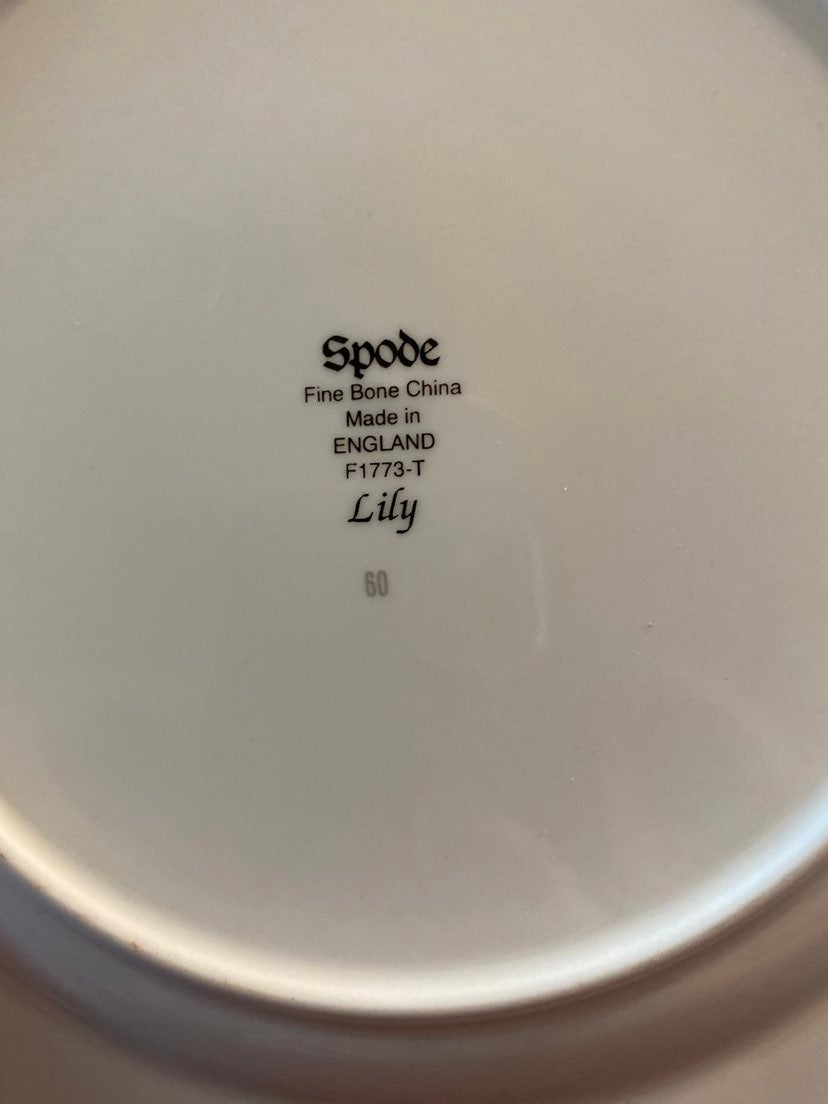 Spode
Fine Bone China
Made in
ENGLAND
F1773-T
Lily
60